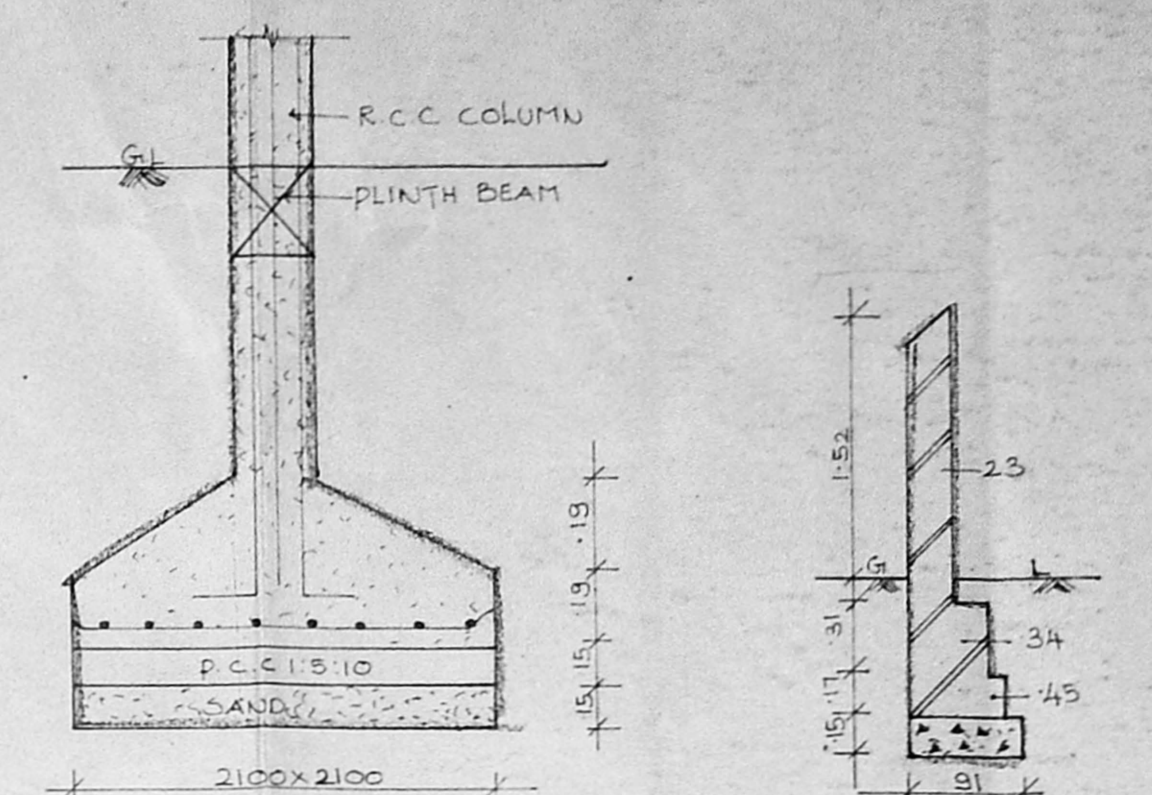 R.C.C COLUMN
GL
PLINTH BEAM
.19
19
15
15
P.C.C 1:5:10
SAND
2100x2100
1.52
23
G L
31
34
.17
.45
.15
91